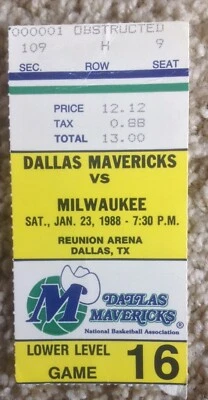 000001 OBSTRUCTED
109 H 9
SEC. ROW SEAT
PRICE 12.12
TAX 0.88
TOTAL 13.00
DALLAS MAVERICKS
VS
MILWAUKEE
SAT., JAN. 23, 1988 - 7:30 P.M.
REUNION ARENA
DALLAS, TX
M DALLAS
MAVERICKS®
National Basketball Association
LOWER LEVEL
GAME 16